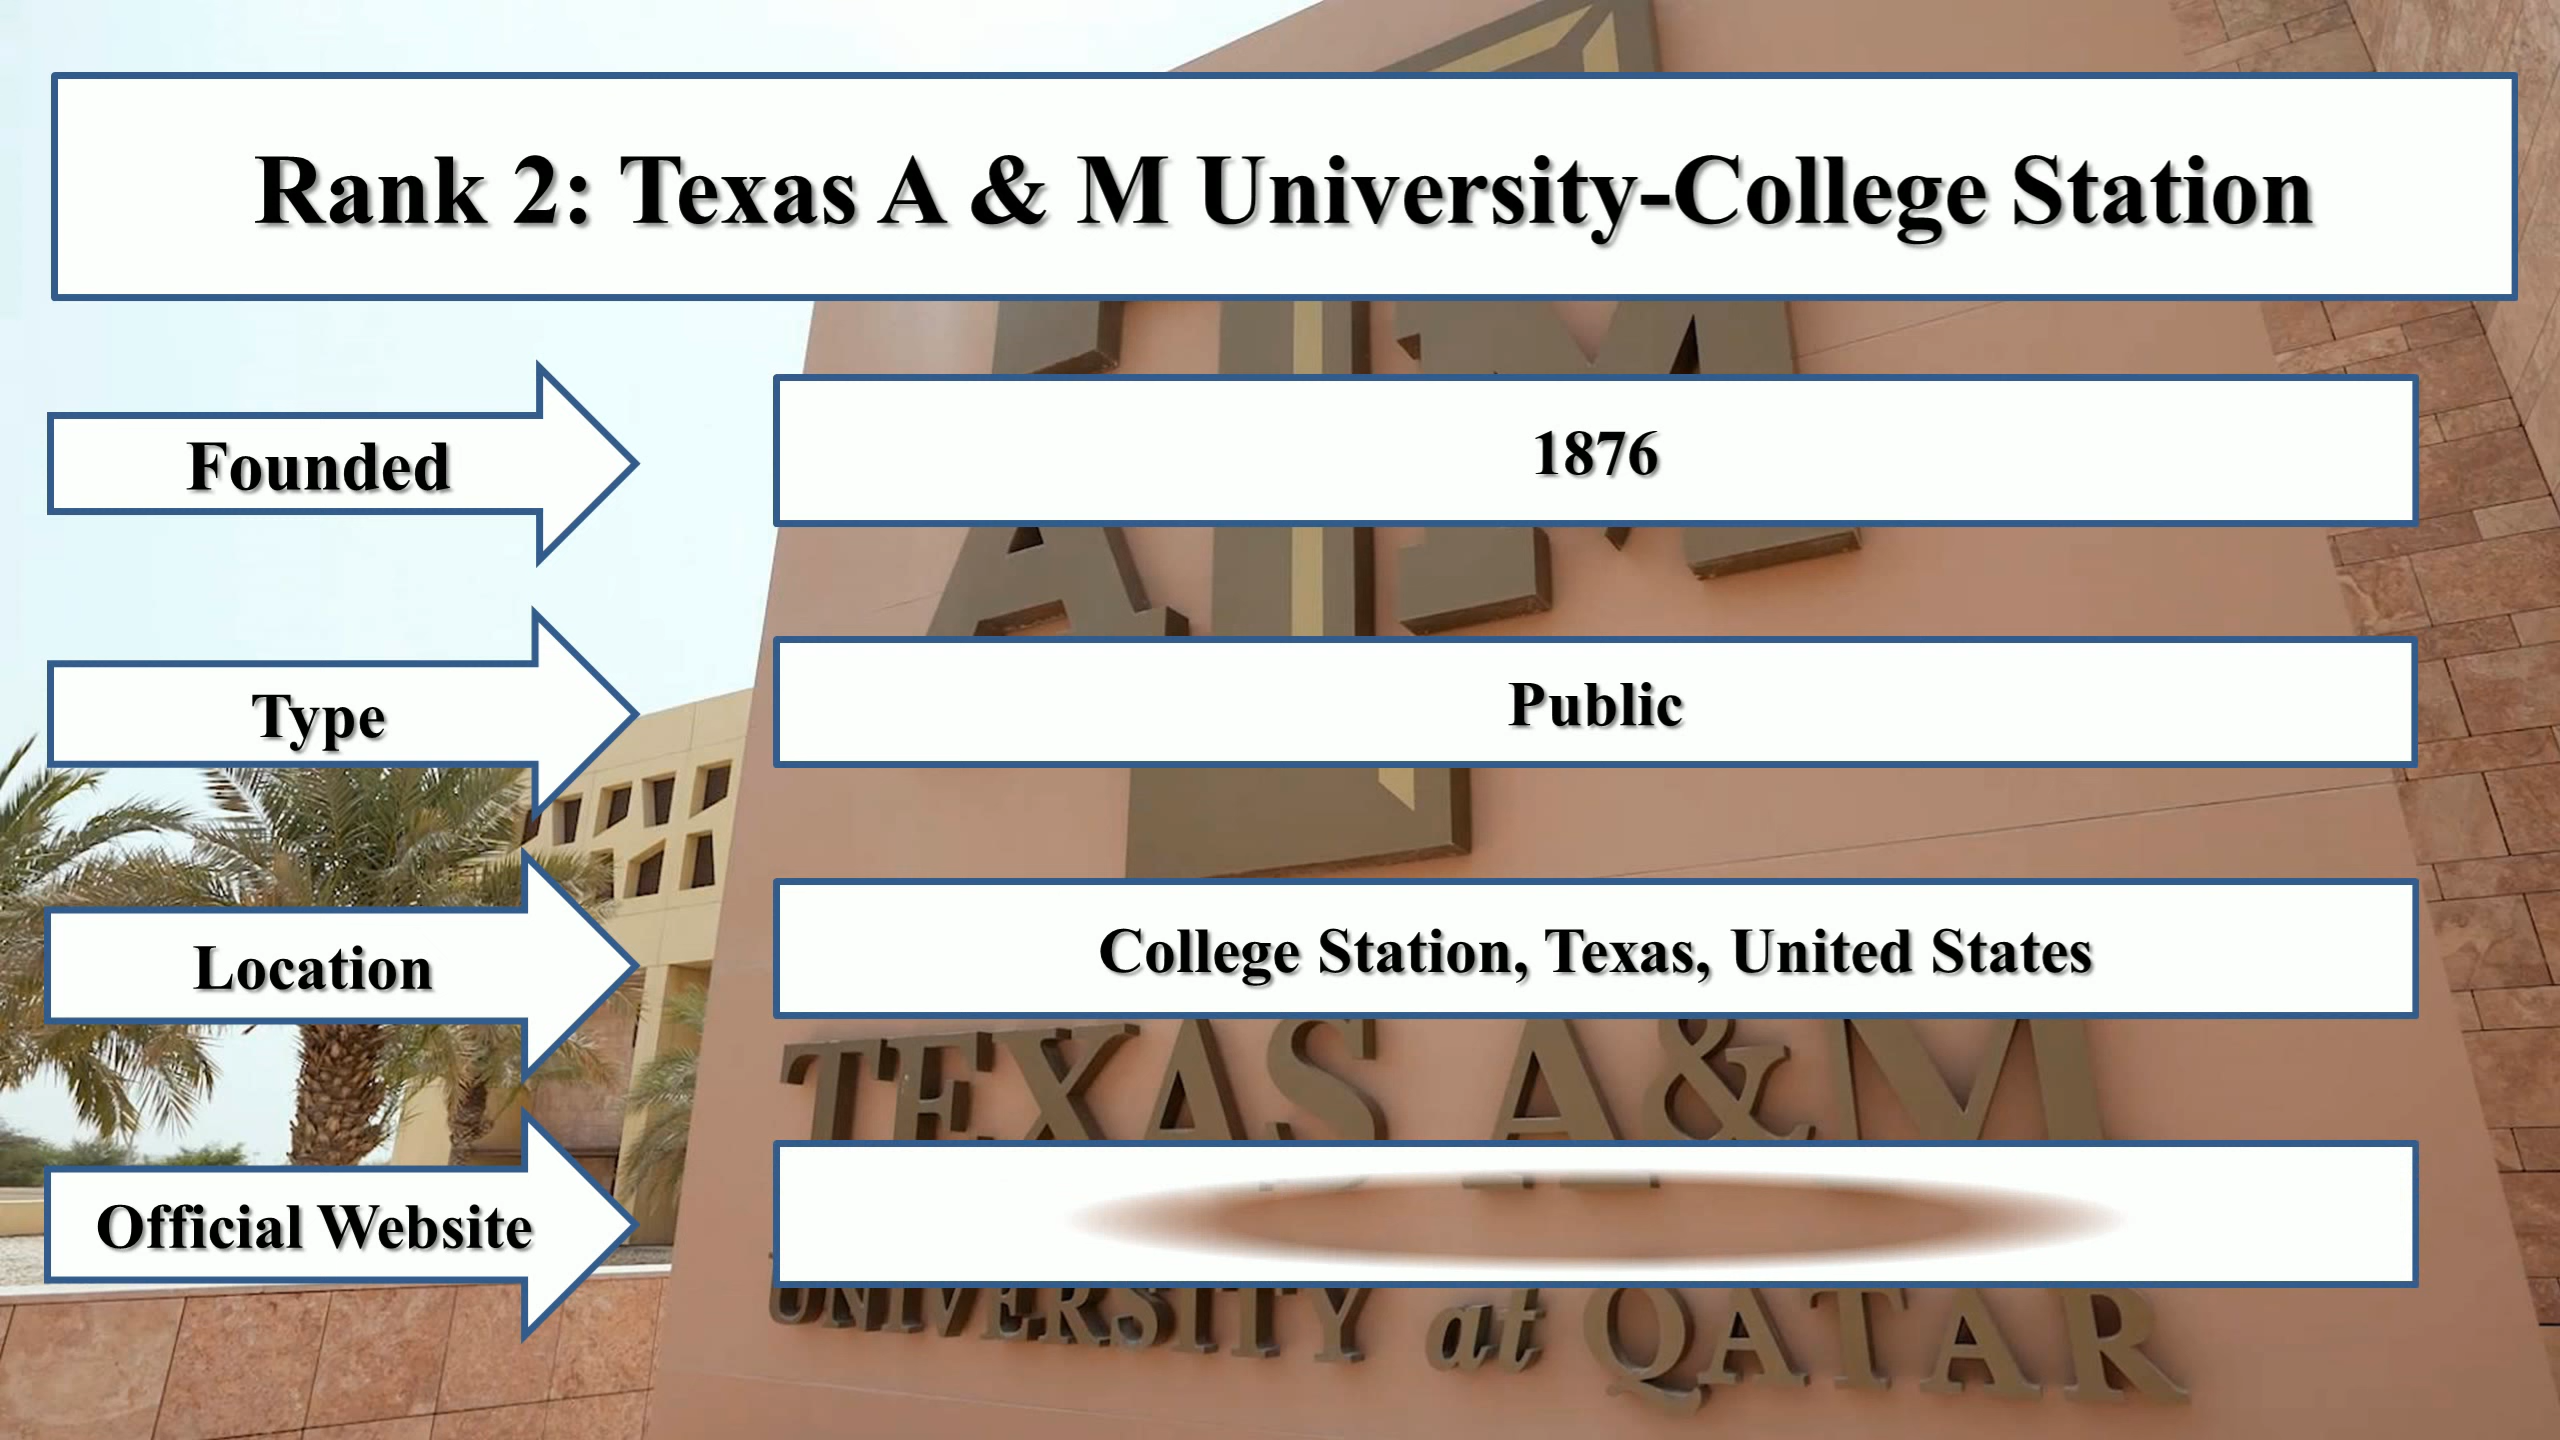 Rank 2: Texas A & M University-College Station
Founded
1876
Type
Public
Location
College Station, Texas, United States
Official Website
A M
TEXAS A&M
UNIVERSITY at QATAR